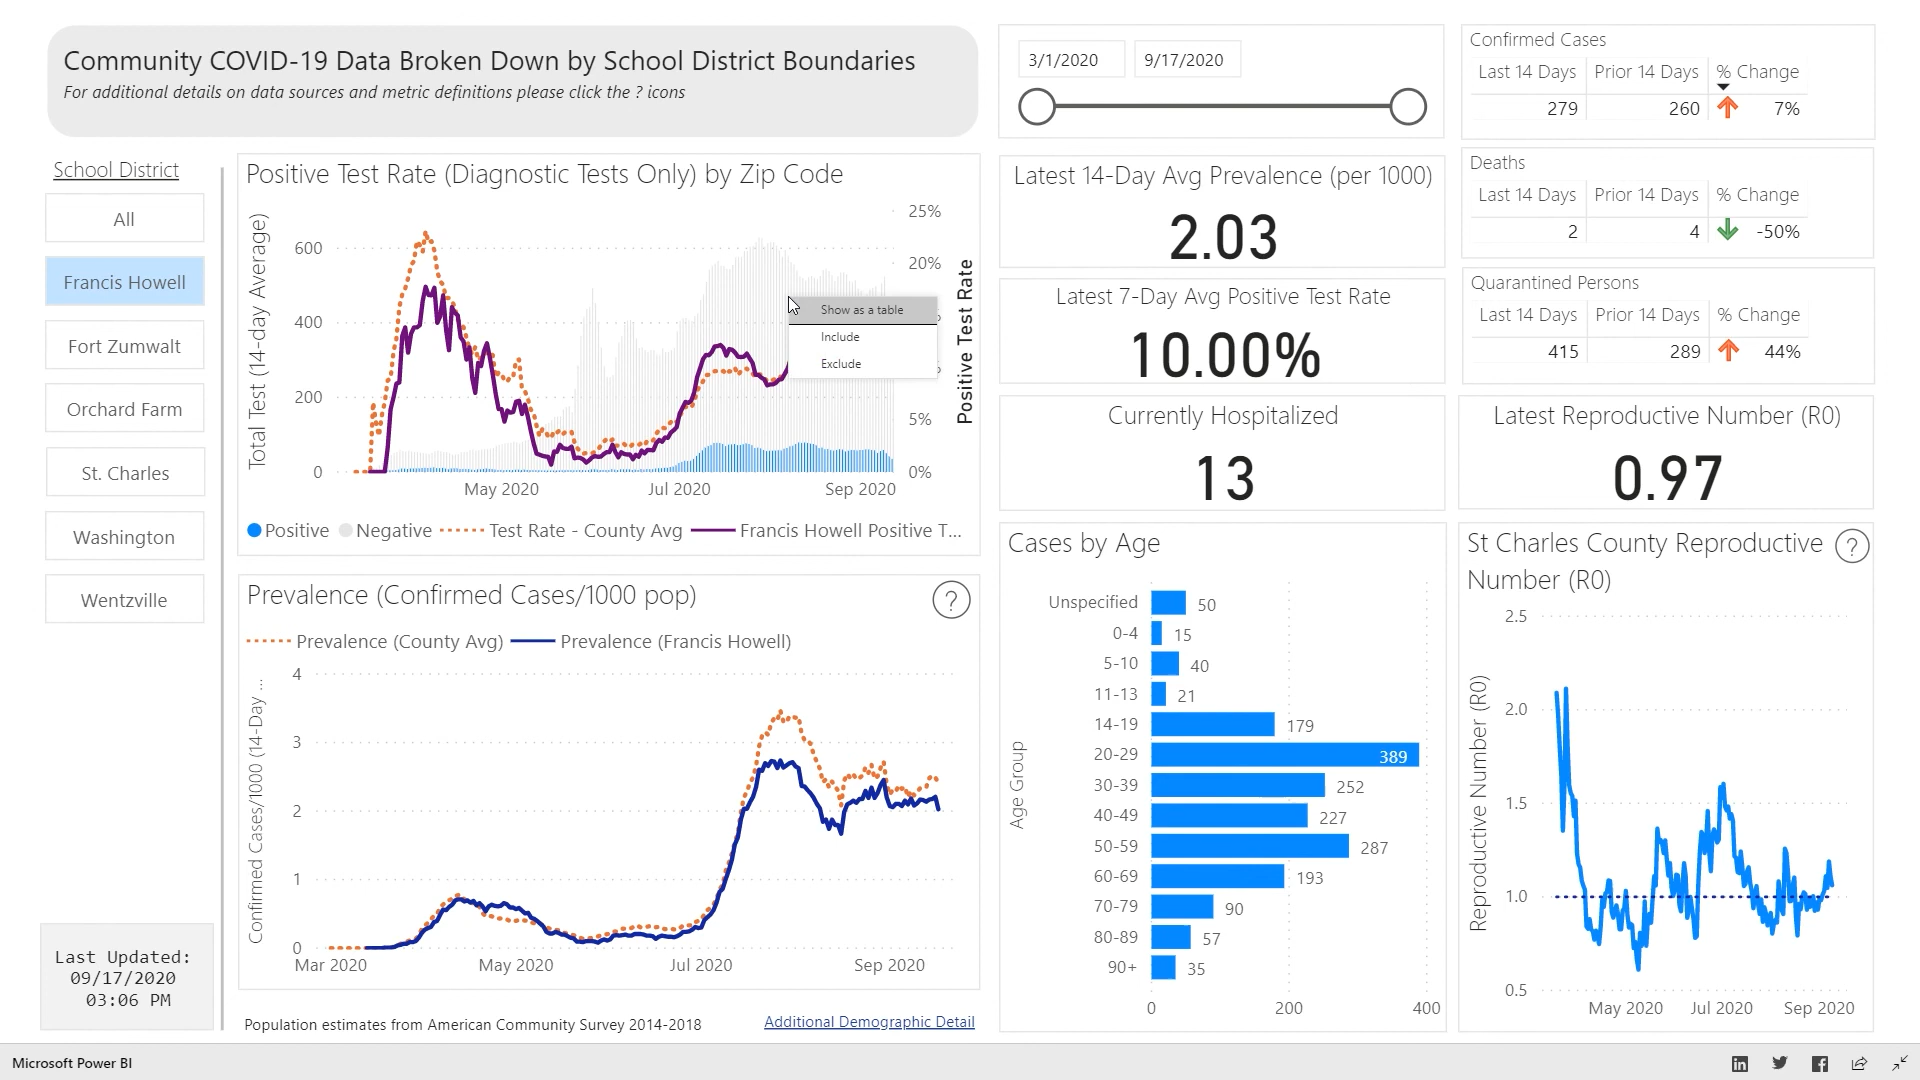 Community COVID-19 Data Broken Down by School District Boundaries
For additional details on data sources and metric definitions please click the ? icons
3/1/2020
9/17/2020
Confirmed Cases
Last 14 Days Prior 14 Days % Change
279 260 7%
Deaths
Last 14 Days Prior 14 Days % Change
2 4 -50%
Quarantined Persons
Last 14 Days Prior 14 Days % Change
415 289 44%
School District
All
Francis Howell
Fort Zumwalt
Orchard Farm
St. Charles
Washington
Wentzville
Last Updated:
09/17/2020
03:06 PM
Positive Test Rate (Diagnostic Tests Only) by Zip Code
Total Test (14-day Average)
600
400
200
0
25%
20%
5%
0%
Positive Test Rate
Show as a table
Include
Exclude
May 2020 Jul 2020 Sep 2020
Positive Negative Test Rate - County Avg Francis Howell Positive T...
Latest 14-Day Avg Prevalence (per 1000)
2.03
Latest 7-Day Avg Positive Test Rate
10.00%
Currently Hospitalized
13
Latest Reproductive Number (R0)
0.97
Prevalence (Confirmed Cases/1000 pop)
?
Prevalence (County Avg) Prevalence (Francis Howell)
Confirmed Cases/1000 (14-Day ...
4
3
2
1
0
Mar 2020 May 2020 Jul 2020 Sep 2020
Population estimates from American Community Survey 2014-2018
Additional Demographic Detail
Cases by Age
Age Group
Unspecified 50
0-4 15
5-10 40
11-13 21
14-19 179
20-29 389
30-39 252
40-49 227
50-59 287
60-69 193
70-79 90
80-89 57
90+ 35
0 200 400
St Charles County Reproductive
Number (R0)
?
Reproductive Number (R0)
2.5
2.0
1.5
1.0
0.5
May 2020 Jul 2020 Sep 2020
Microsoft Power BI